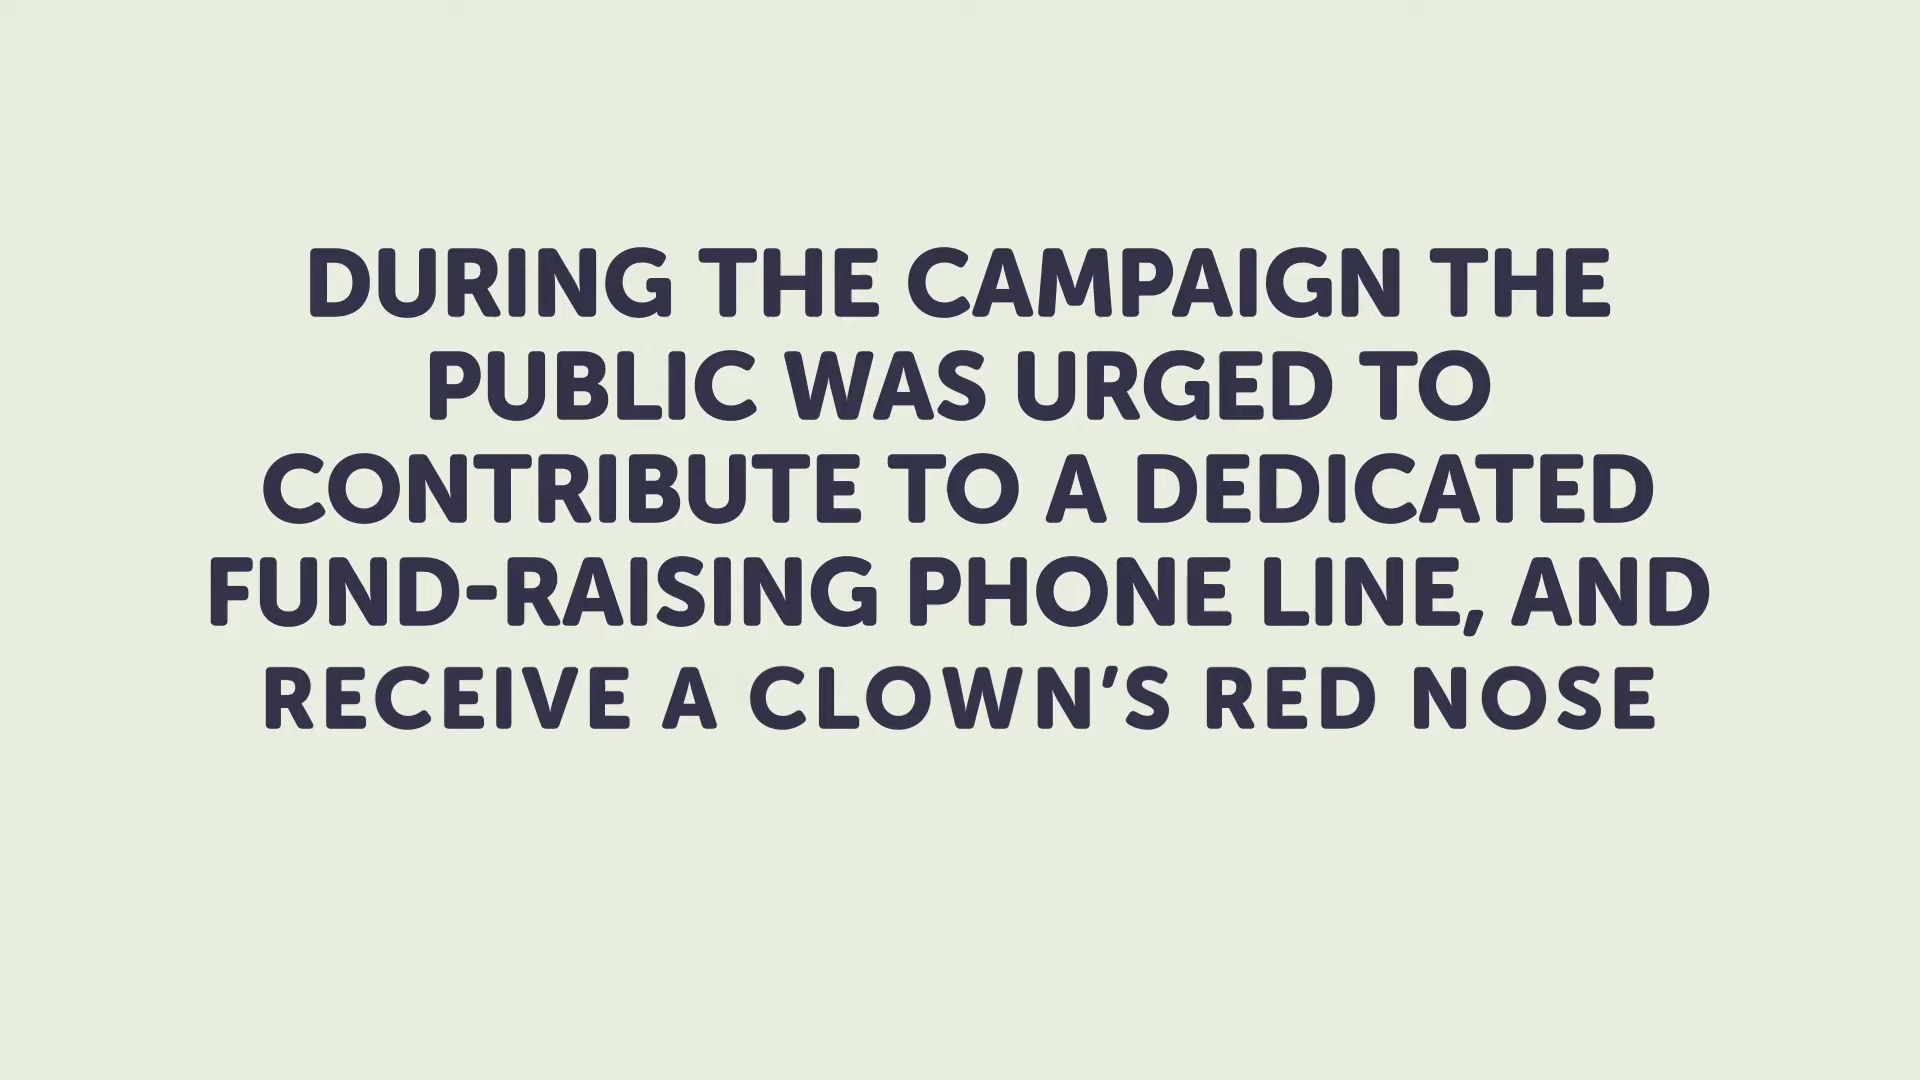 DURING THE CAMPAIGN THE
PUBLIC WAS URGED TO
CONTRIBUTE TO A DEDICATED
FUND-RAISING PHONE LINE, AND
RECEIVE A CLOWN’S RED NOSE